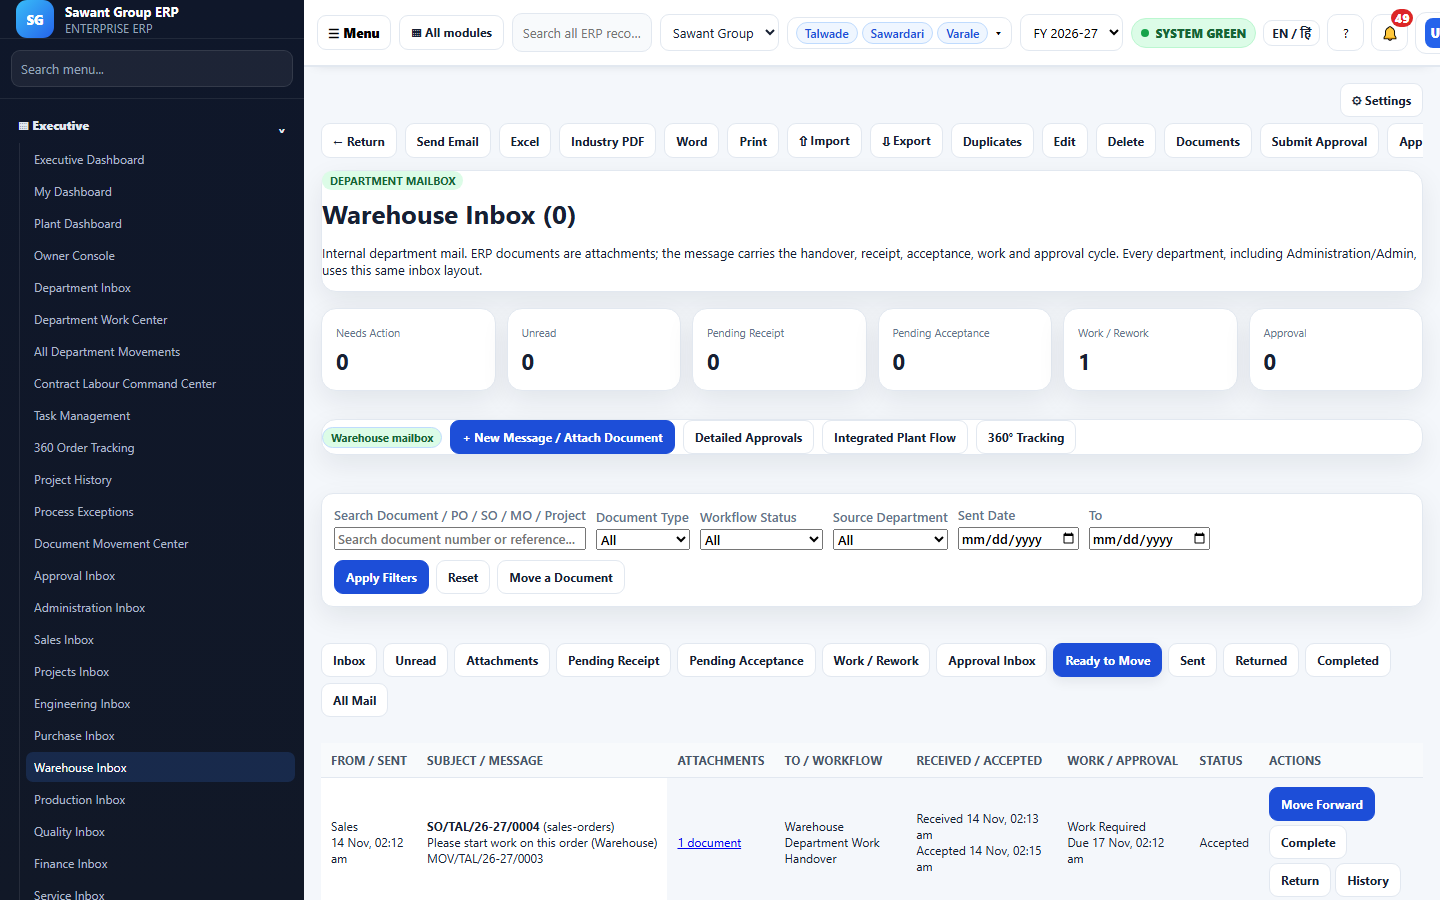 SG
Sawant Group ERP
ENTERPRISE ERP
Search menu...
Executive
Executive Dashboard
My Dashboard
Plant Dashboard
Owner Console
Department Inbox
Department Work Center
All Department Movements
Contract Labour Command Center
Task Management
360 Order Tracking
Project History
Process Exceptions
Document Movement Center
Approval Inbox
Administration Inbox
Sales Inbox
Projects Inbox
Engineering Inbox
Purchase Inbox
Warehouse Inbox
Production Inbox
Quality Inbox
Finance Inbox
Service Inbox
☰ Menu
All modules
Search all ERP reco...
Sawant Group
Talwade
Sawardari
Varale
FY 2026-27
SYSTEM GREEN
EN / हिं
?
49
U
⚙ Settings
← Return
Send Email
Excel
Industry PDF
Word
Print
⇧ Import
⇩ Export
Duplicates
Edit
Delete
Documents
Submit Approval
App
DEPARTMENT MAILBOX
Warehouse Inbox (0)
Internal department mail. ERP documents are attachments; the message carries the handover, receipt, acceptance, work and approval cycle. Every department, including Administration/Admin,
uses this same inbox layout.
Needs Action
0
Unread
0
Pending Receipt
0
Pending Acceptance
0
Work / Rework
1
Approval
0
Warehouse mailbox
+ New Message / Attach Document
Detailed Approvals
Integrated Plant Flow
360° Tracking
Search Document / PO / SO / MO / Project
Search document number or reference...
Document Type
All
Workflow Status
All
Source Department
All
Sent Date
mm/dd/yyyy
To
mm/dd/yyyy
Apply Filters
Reset
Move a Document
Inbox
Unread
Attachments
Pending Receipt
Pending Acceptance
Work / Rework
Approval Inbox
Ready to Move
Sent
Returned
Completed
All Mail
FROM / SENT
SUBJECT / MESSAGE
ATTACHMENTS
TO / WORKFLOW
RECEIVED / ACCEPTED
WORK / APPROVAL
STATUS
ACTIONS
Sales
14 Nov, 02:12
am
SO/TAL/26-27/0004 (sales-orders)
Please start work on this order (Warehouse)
MOV/TAL/26-27/0003
1 document
Warehouse
Department Work
Handover
Received 14 Nov, 02:13
am
Accepted 14 Nov, 02:15
am
Work Required
Due 17 Nov, 02:12
am
Accepted
Move Forward
Complete
Return
History